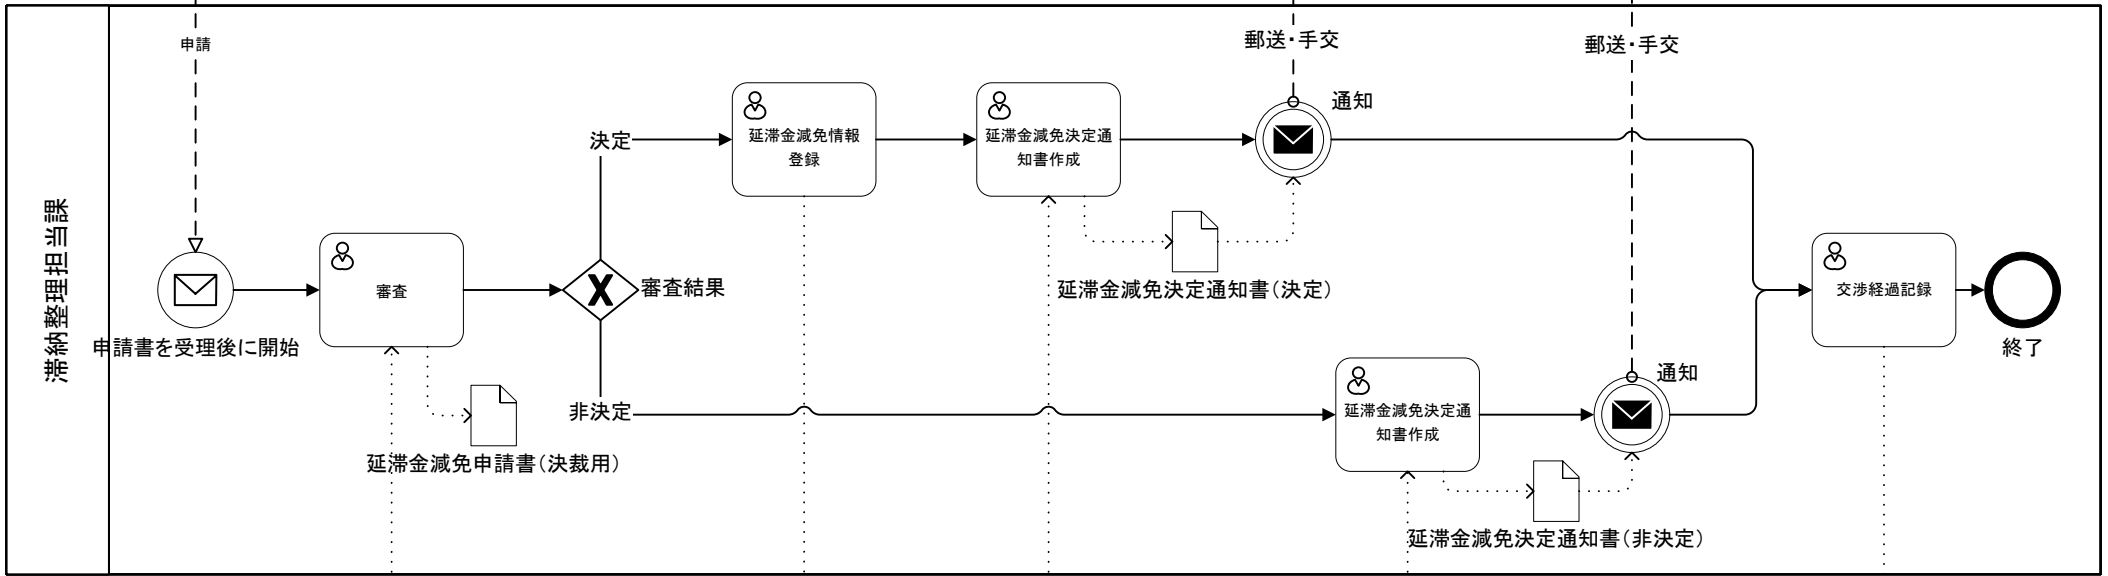 滞納整理担当課
申請
申請書を受理後に開始
審査
延滞金減免申請書（決裁用）
審査結果
決定
非決定
延滞金減免情報
登録
延滞金減免決定通
知書作成
延滞金減免決定通知書（決定）
郵送・手交
通知
延滞金減免決定通
知書作成
延滞金減免決定通知書（非決定）
郵送・手交
通知
交渉経過記録
終了